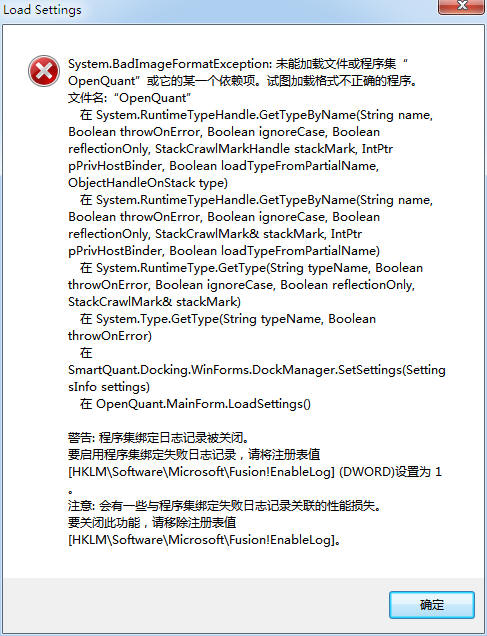 Load Settings
System.BadImageFormatException: 未能加载文件或程序集“
OpenQuant”或它的某一个依赖项。试图加载格式不正确的程序。
文件名:“OpenQuant”
在 System.RuntimeTypeHandle.GetTypeByName(String name,
Boolean throwOnError, Boolean ignoreCase, Boolean
reflectionOnly, StackCrawlMarkHandle stackMark, IntPtr
pPrivHostBinder, Boolean loadTypeFromPartialName,
ObjectHandleOnStack type)
在 System.RuntimeTypeHandle.GetTypeByName(String name,
Boolean throwOnError, Boolean ignoreCase, Boolean
reflectionOnly, StackCrawlMark& stackMark, IntPtr
pPrivHostBinder, Boolean loadTypeFromPartialName)
在 System.RuntimeType.GetType(String typeName, Boolean
throwOnError, Boolean ignoreCase, Boolean reflectionOnly,
StackCrawlMark& stackMark)
在 System.Type.GetType(String typeName, Boolean
throwOnError)
在
SmartQuant.Docking.WinForms.DockManager.SetSettings(Setting
sInfo settings)
在 OpenQuant.MainForm.LoadSettings()
警告: 程序集绑定日志记录被关闭。
要启用程序集绑定失败日志记录，请将注册表值
[HKLM\Software\Microsoft\Fusion!EnableLog] (DWORD)设置为 1
。
注意: 会有一些与程序集绑定失败日志记录关联的性能损失。
要关闭此功能，请移除注册表值
[HKLM\Software\Microsoft\Fusion!EnableLog]。
确定